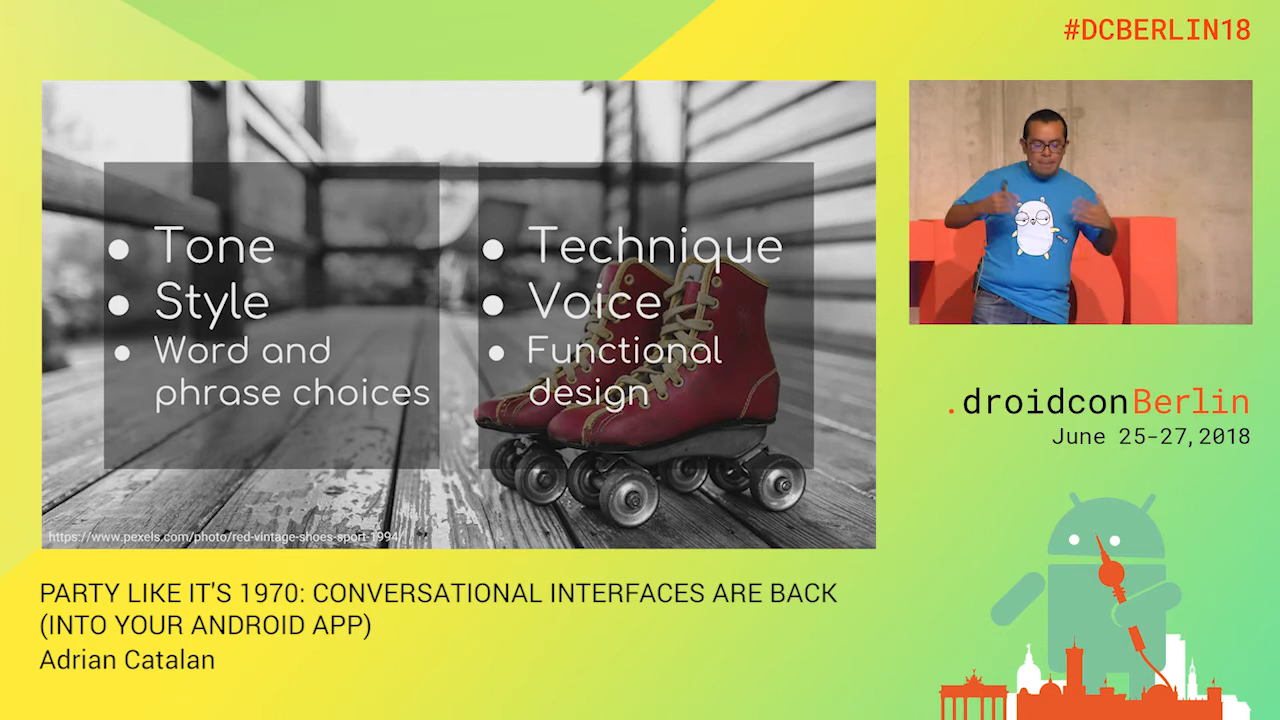 #DCBERLIN18
● Tone
● Style
● Word and
phrase choices
● Technique
● Voice
● Functional
design
https://www.pexels.com/photo/red-vintage-shoes-sport-1994/
.droidconBerlin
June 25-27,2018
PARTY LIKE IT'S 1970: CONVERSATIONAL INTERFACES ARE BACK
(INTO YOUR ANDROID APP)
Adrian Catalan